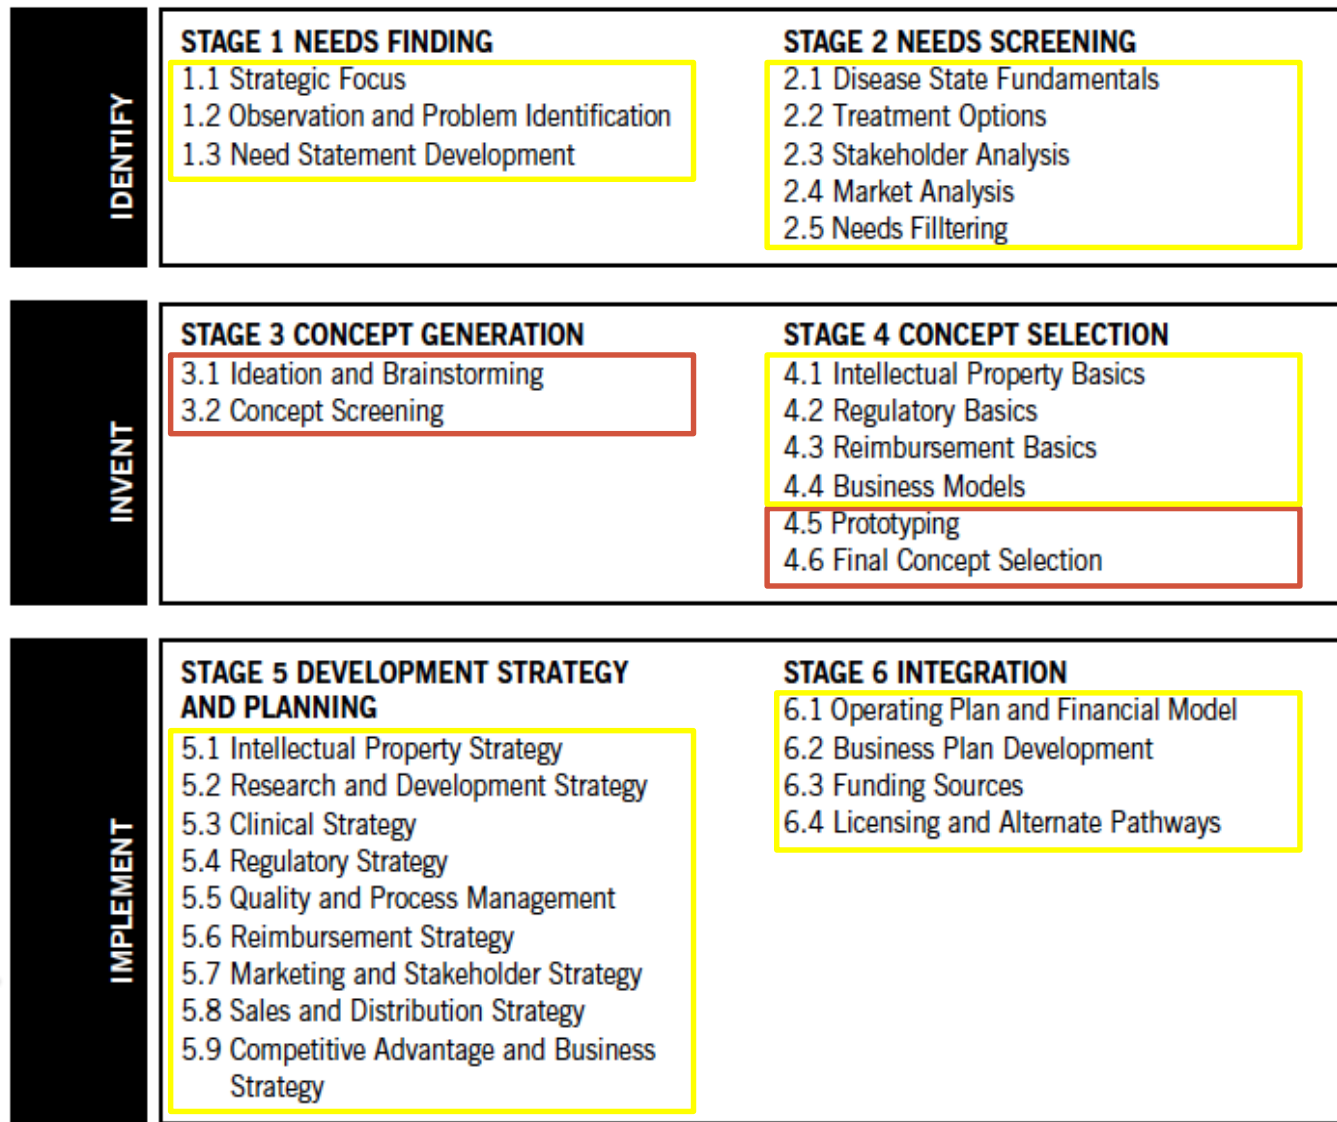 IDENTIFY
STAGE 1 NEEDS FINDING
1.1 Strategic Focus
1.2 Observation and Problem Identification
1.3 Need Statement Development
STAGE 2 NEEDS SCREENING
2.1 Disease State Fundamentals
2.2 Treatment Options
2.3 Stakeholder Analysis
2.4 Market Analysis
2.5 Needs Filltering
INVENT
STAGE 3 CONCEPT GENERATION
3.1 Ideation and Brainstorming
3.2 Concept Screening
STAGE 4 CONCEPT SELECTION
4.1 Intellectual Property Basics
4.2 Regulatory Basics
4.3 Reimbursement Basics
4.4 Business Models
4.5 Prototyping
4.6 Final Concept Selection
IMPLEMENT
STAGE 5 DEVELOPMENT STRATEGY
AND PLANNING
5.1 Intellectual Property Strategy
5.2 Research and Development Strategy
5.3 Clinical Strategy
5.4 Regulatory Strategy
5.5 Quality and Process Management
5.6 Reimbursement Strategy
5.7 Marketing and Stakeholder Strategy
5.8 Sales and Distribution Strategy
5.9 Competitive Advantage and Business
Strategy
STAGE 6 INTEGRATION
6.1 Operating Plan and Financial Model
6.2 Business Plan Development
6.3 Funding Sources
6.4 Licensing and Alternate Pathways